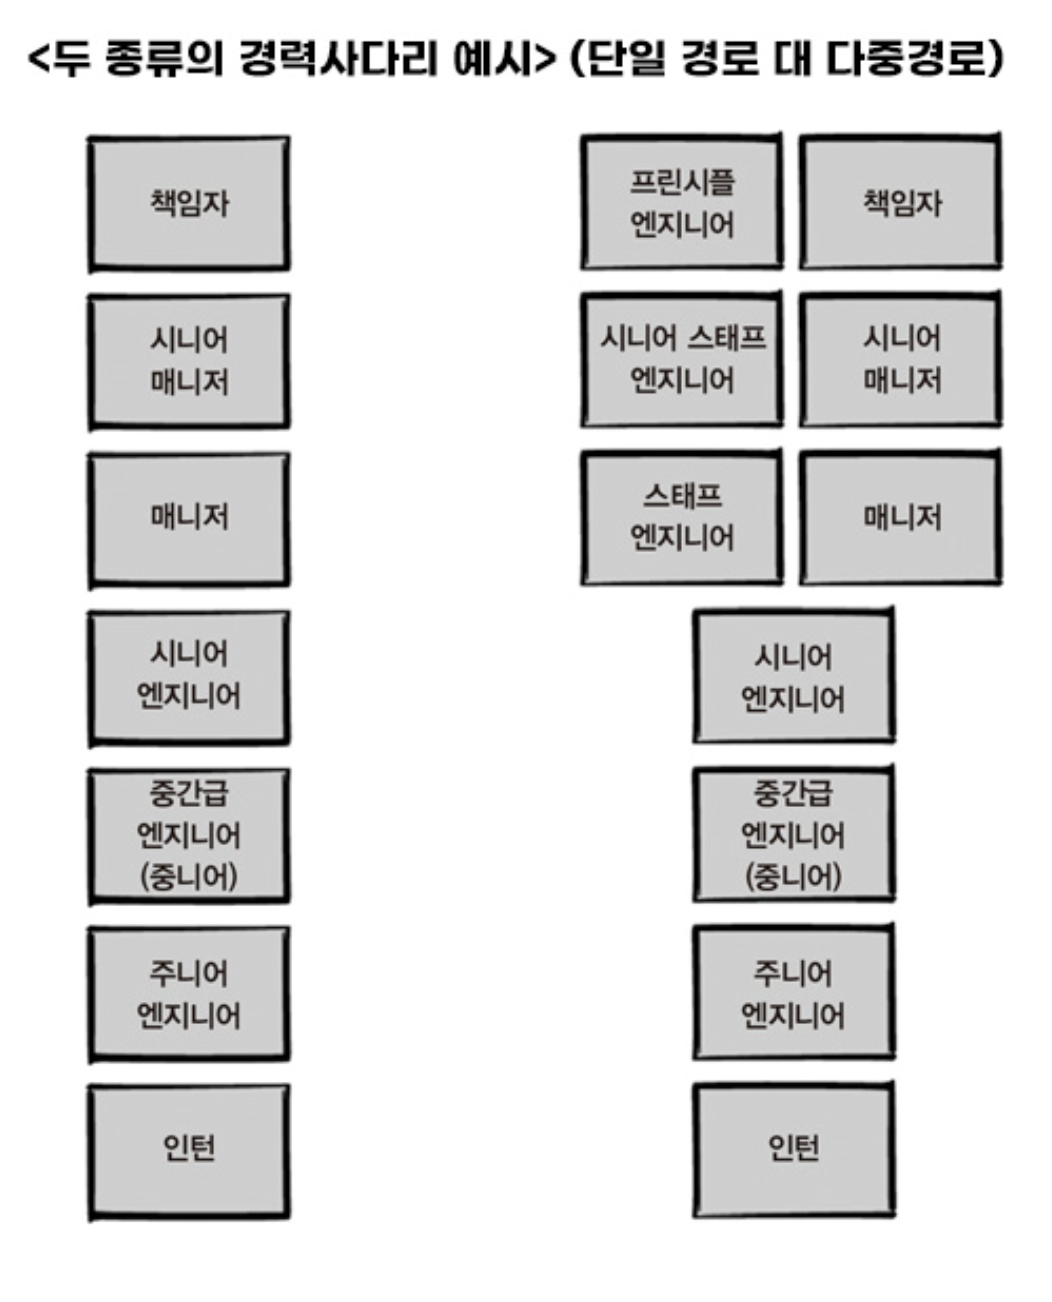 <두 종류의 경력사다리 예시> (단일 경로 대 다중경로)
책임자
시니어
매니저
매니저
시니어
엔지니어
중간급
엔지니어
(중니어)
주니어
엔지니어
인턴
프린시플
엔지니어
책임자
시니어 스태프
엔지니어
시니어
매니저
스태프
엔지니어
매니저
시니어
엔지니어
중간급
엔지니어
(중니어)
주니어
엔지니어
인턴